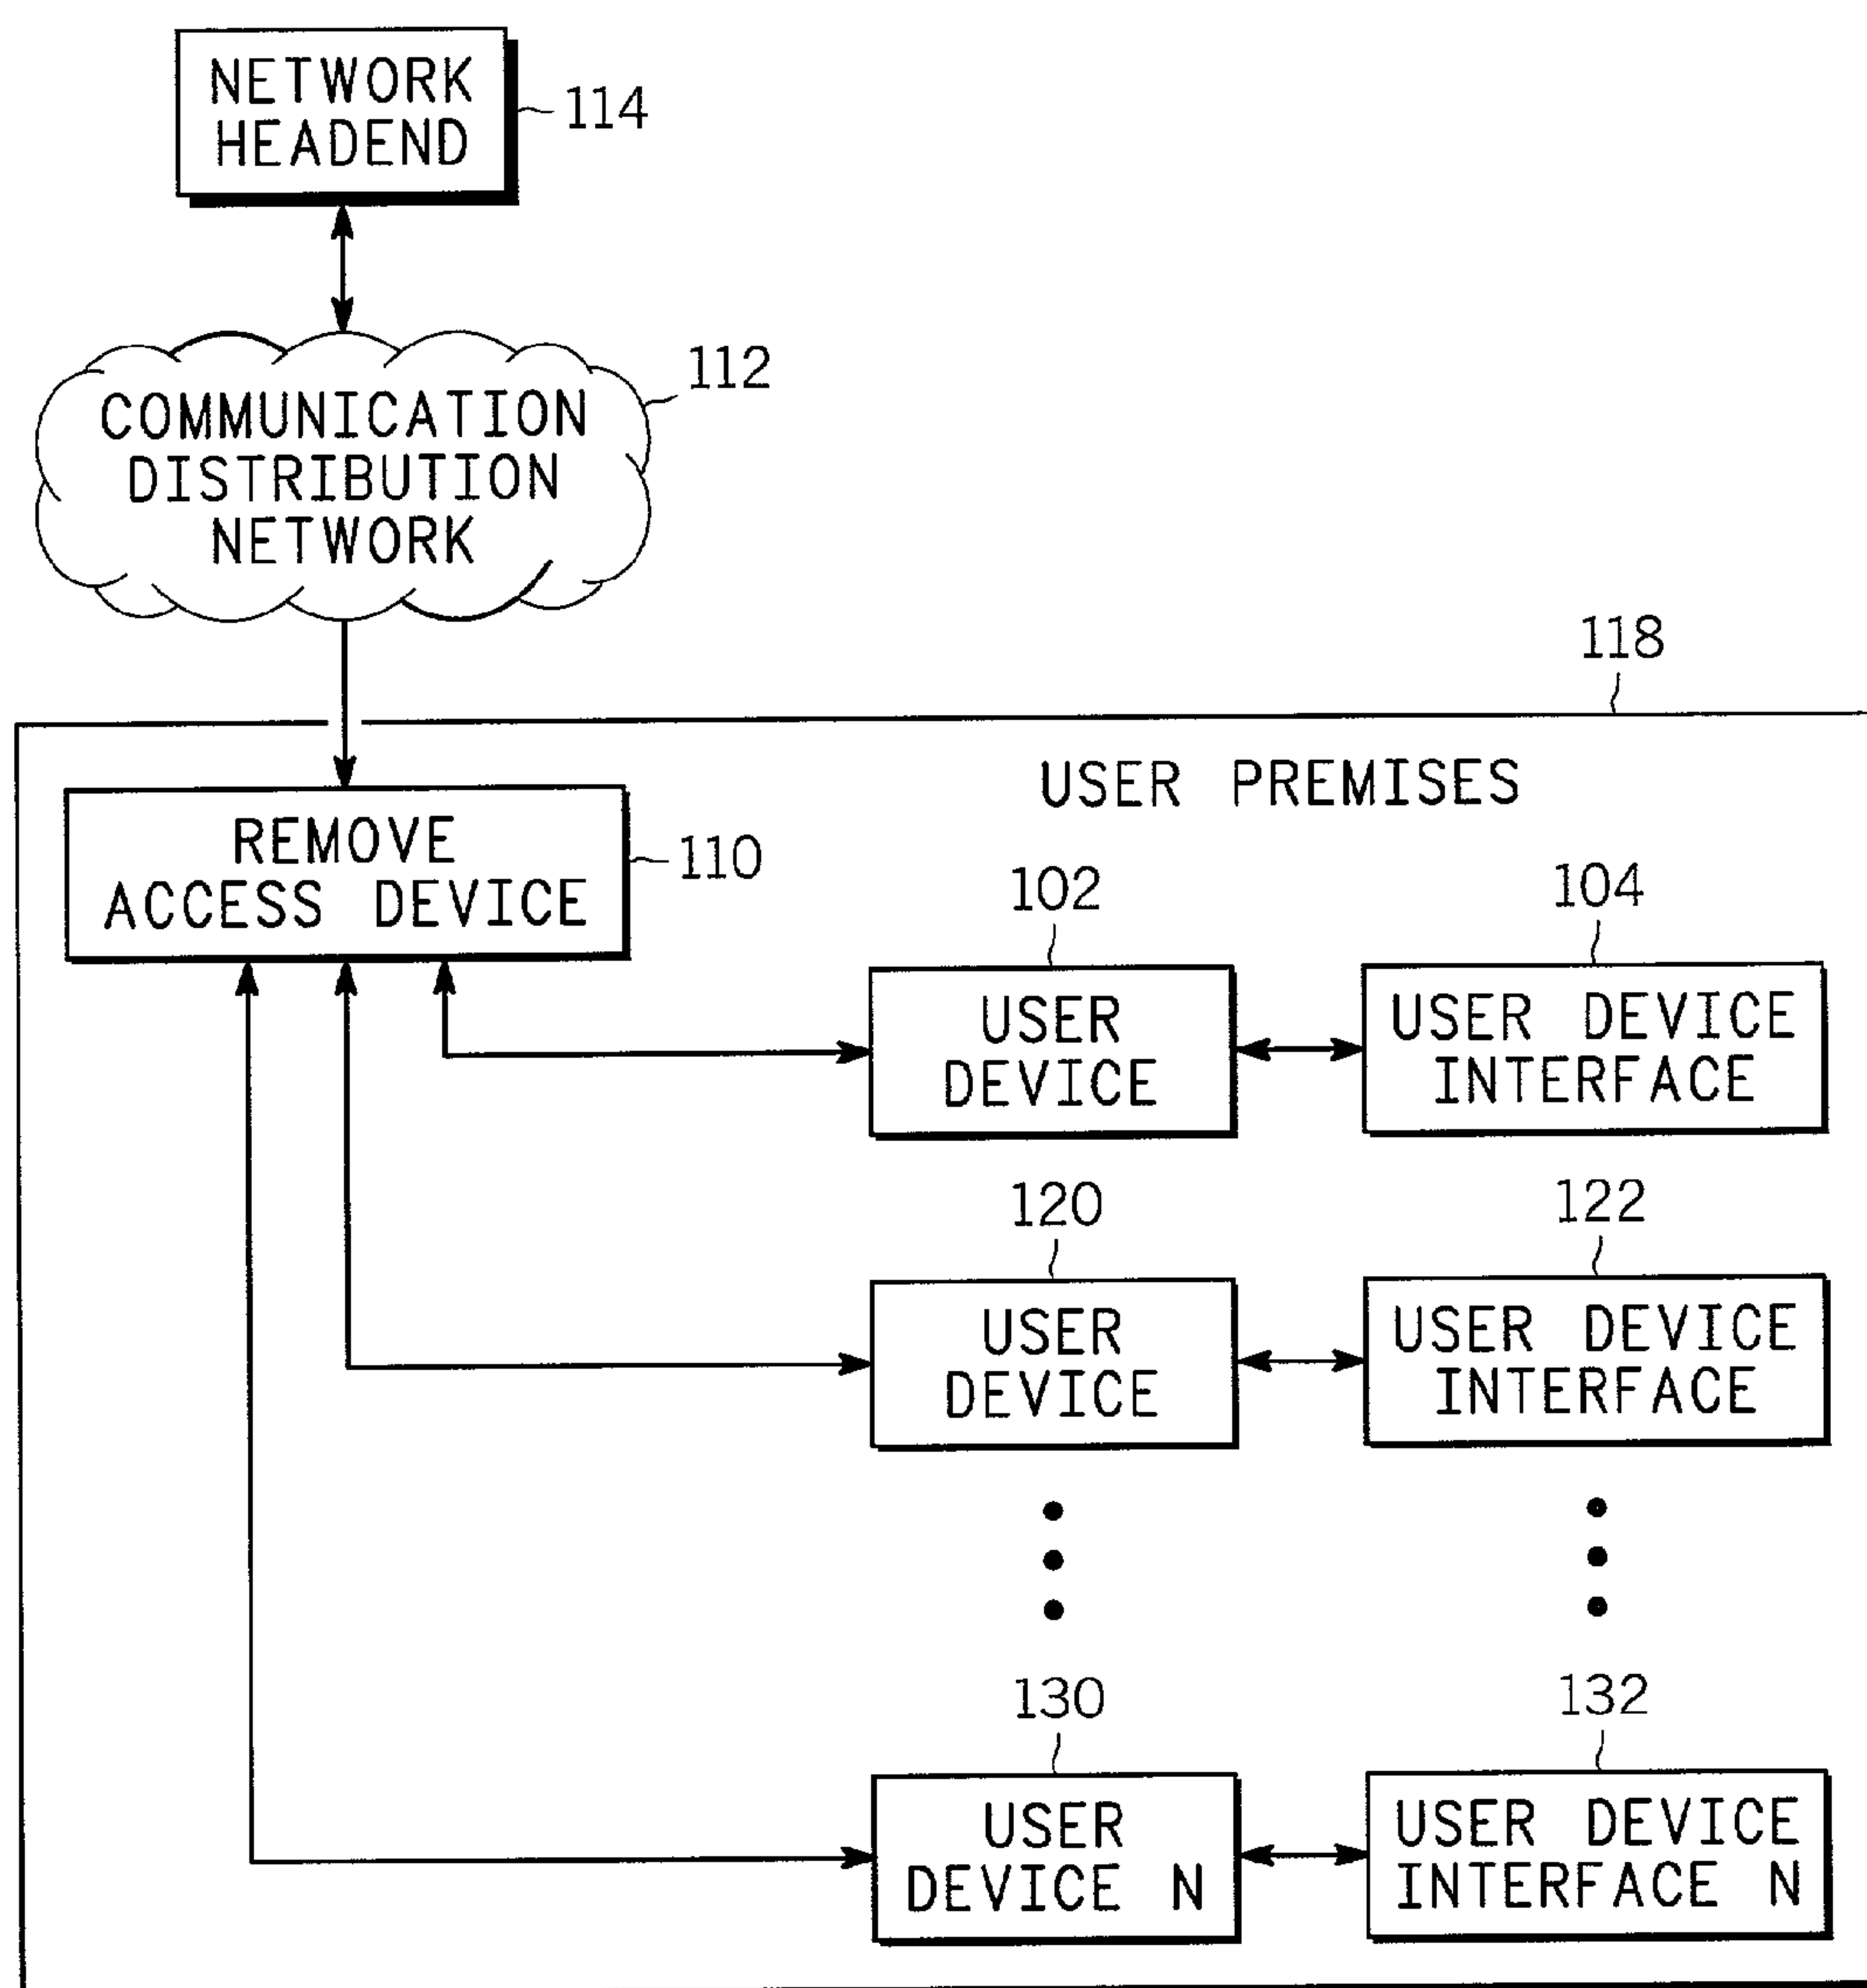 NETWORK
HEADEND
114
112
COMMUNICATION
DISTRIBUTION
NETWORK
118
USER PREMISES
REMOVE
ACCESS DEVICE
110
102
104
USER
DEVICE
USER DEVICE
INTERFACE
120
122
USER
DEVICE
USER DEVICE
INTERFACE
130
132
USER
DEVICE N
USER DEVICE
INTERFACE N